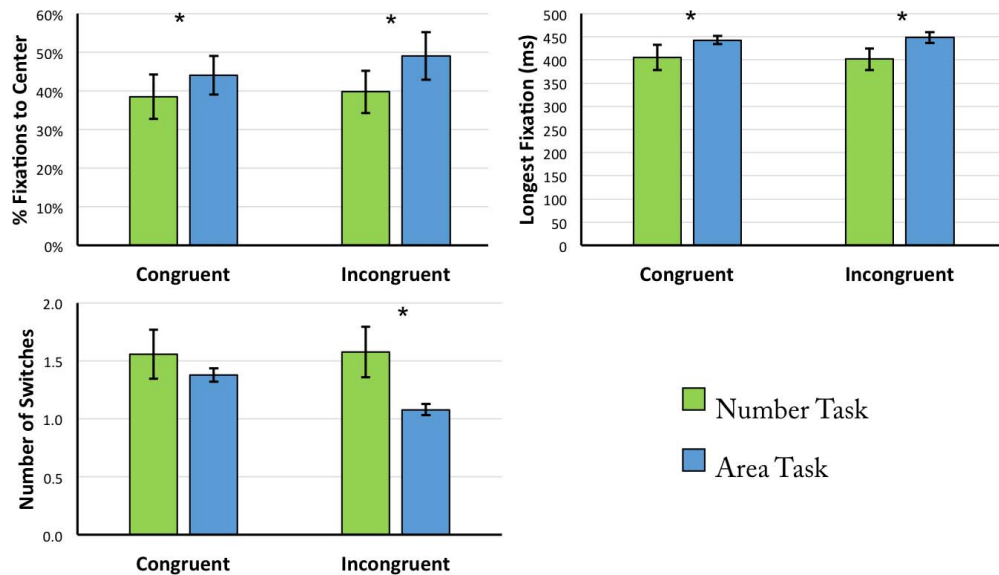 % Fixations to Center
60%
50%
40%
30%
20%
10%
0%
*
*
Congruent
Incongruent
Longest Fixation (ms)
500
450
400
350
300
250
200
150
100
50
0
*
*
Congruent
Incongruent
Number of Switches
2.0
1.5
1.0
0.5
0.0
*
Congruent
Incongruent
Number Task
Area Task